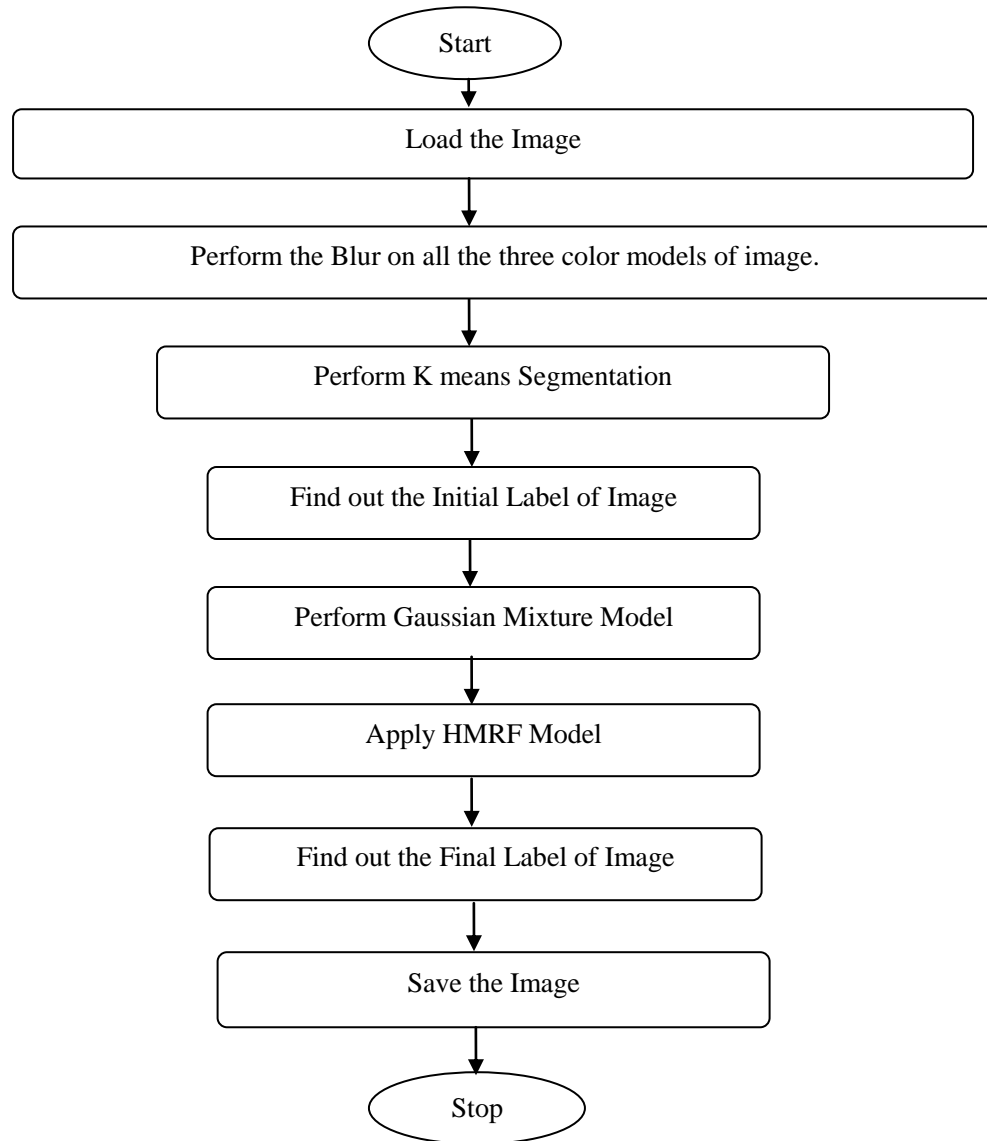 Start
Load the Image
Perform the Blur on all the three color models of image.
Perform K means Segmentation
Find out the Initial Label of Image
Perform Gaussian Mixture Model
Apply HMRF Model
Find out the Final Label of Image
Save the Image
Stop